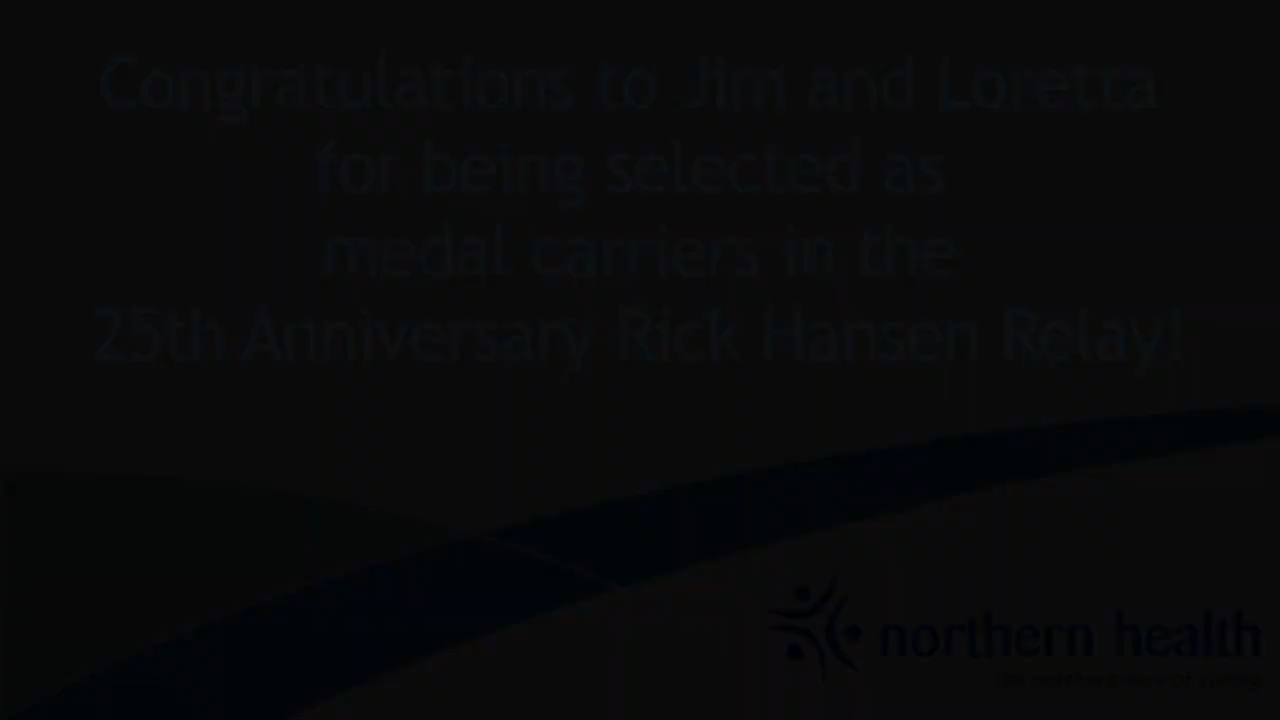 Congratulations to Jim and Loretta
for being selected as
medal carriers in the
25th Anniversary Rick Hansen Relay!
northern health